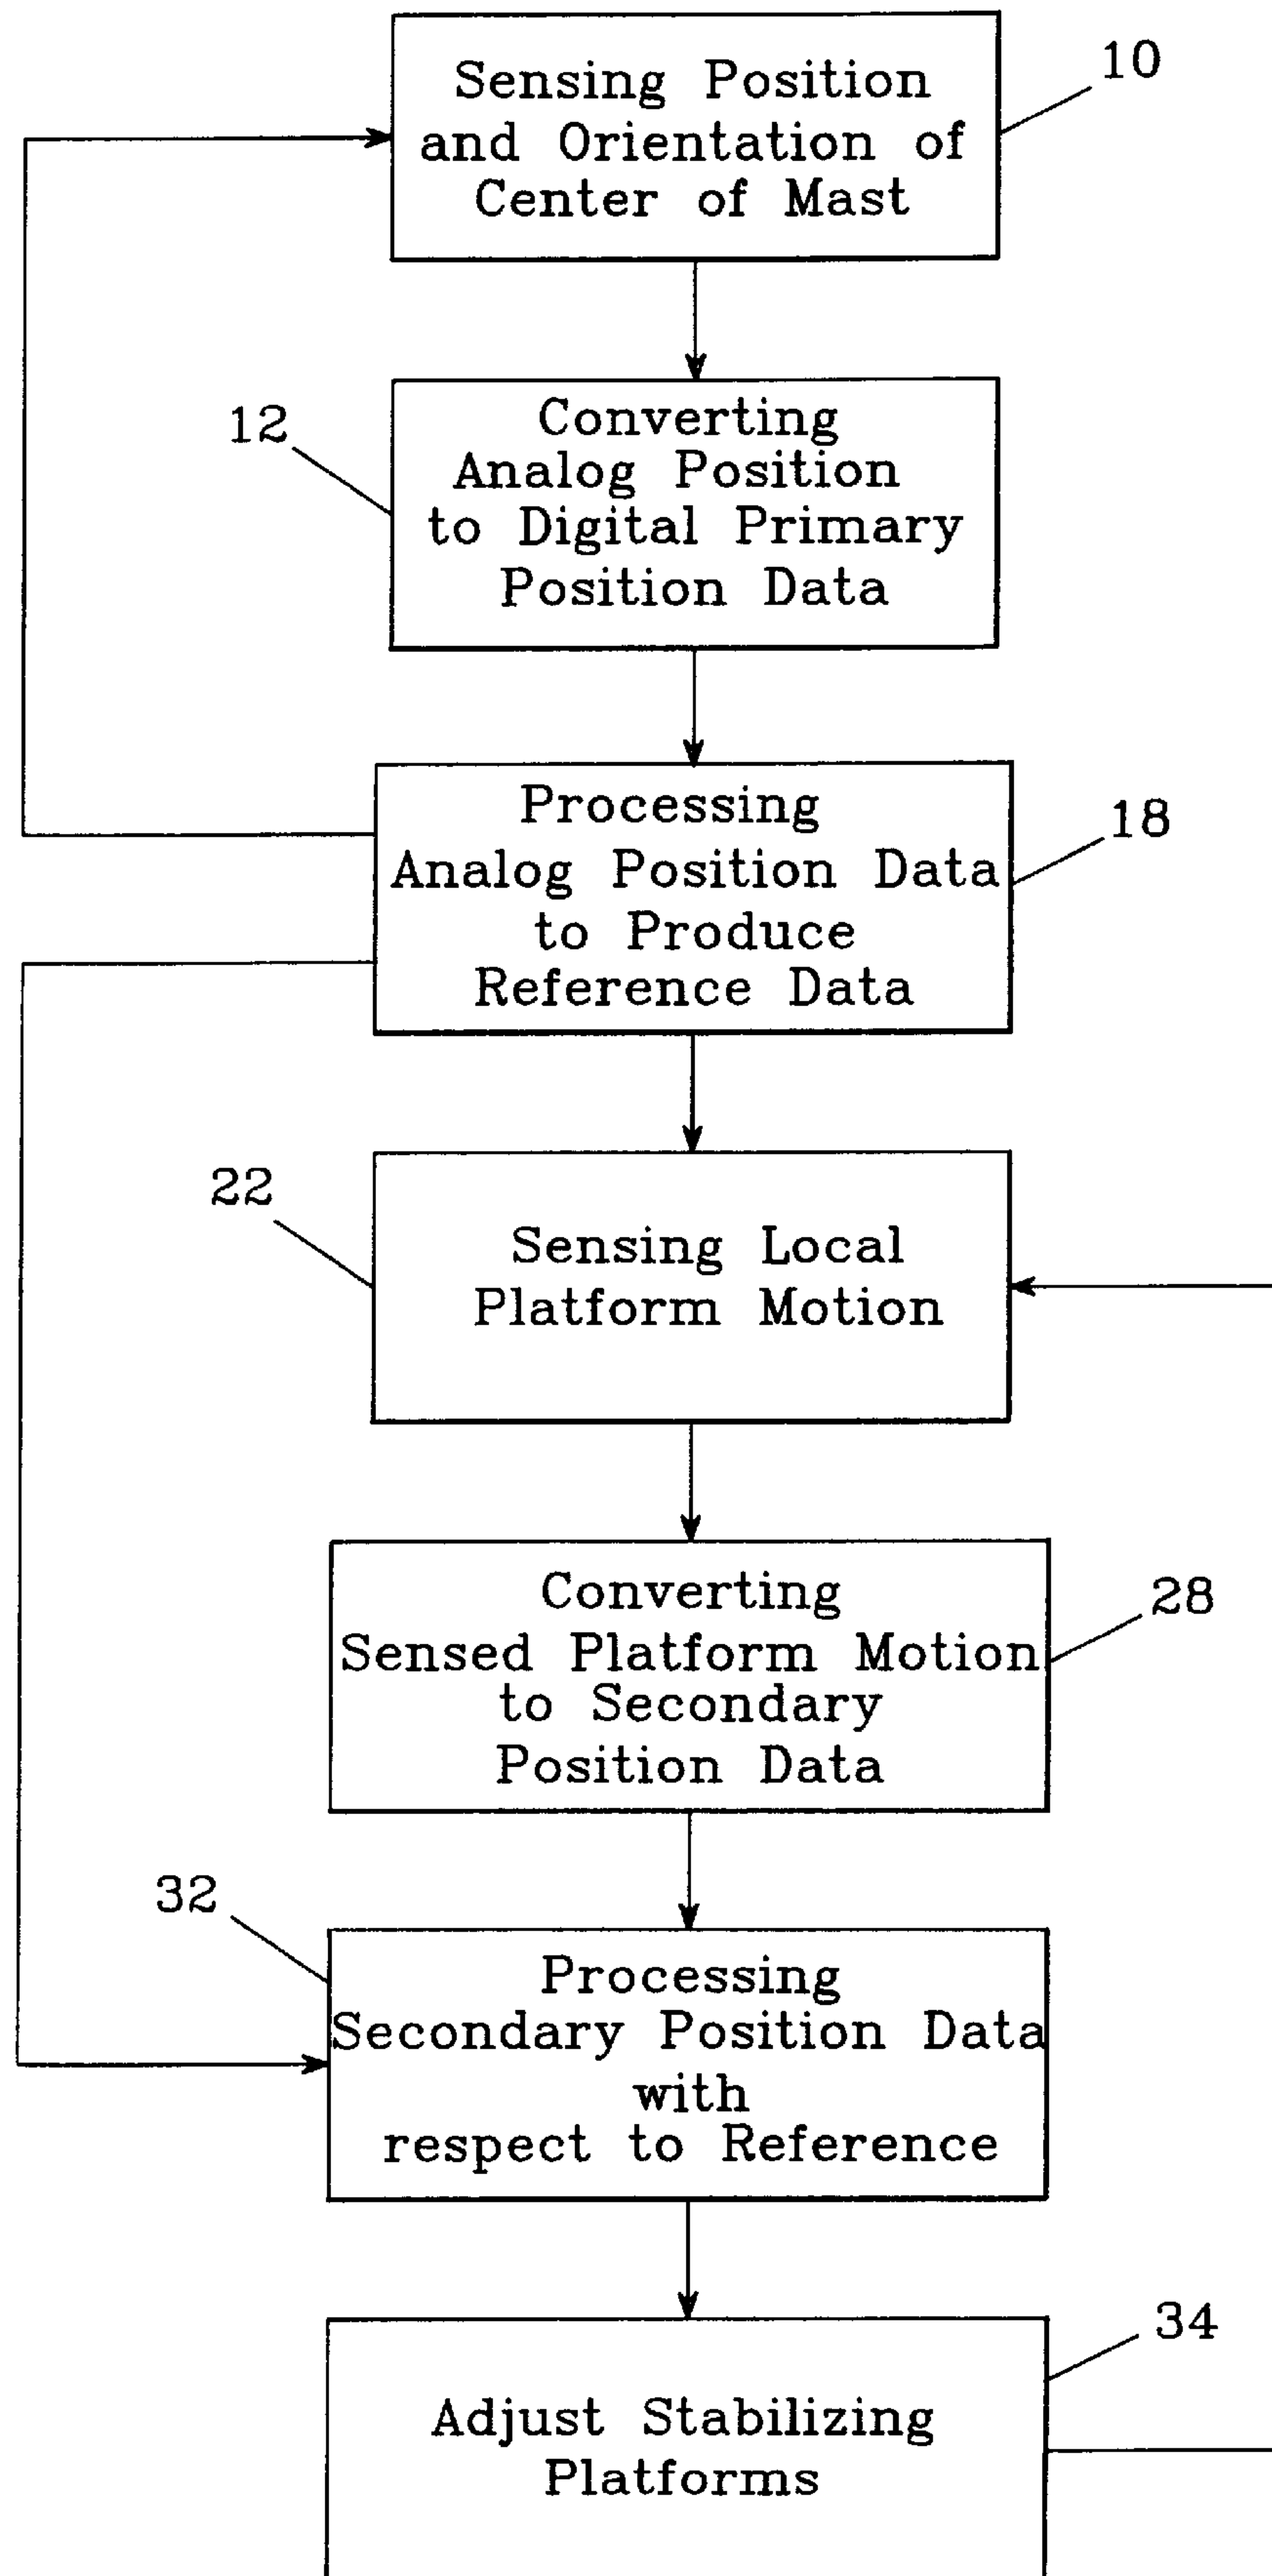 Sensing Position
and Orientation of
Center of Mast
10
12
Converting
Analog Position
to Digital Primary
Position Data
Processing
Analog Position Data
to Produce
Reference Data
18
22
Sensing Local
Platform Motion
Converting
Sensed Platform Motion
to Secondary
Position Data
28
32
Processing
Secondary Position Data
with
respect to Reference
34
Adjust Stabilizing
Platforms